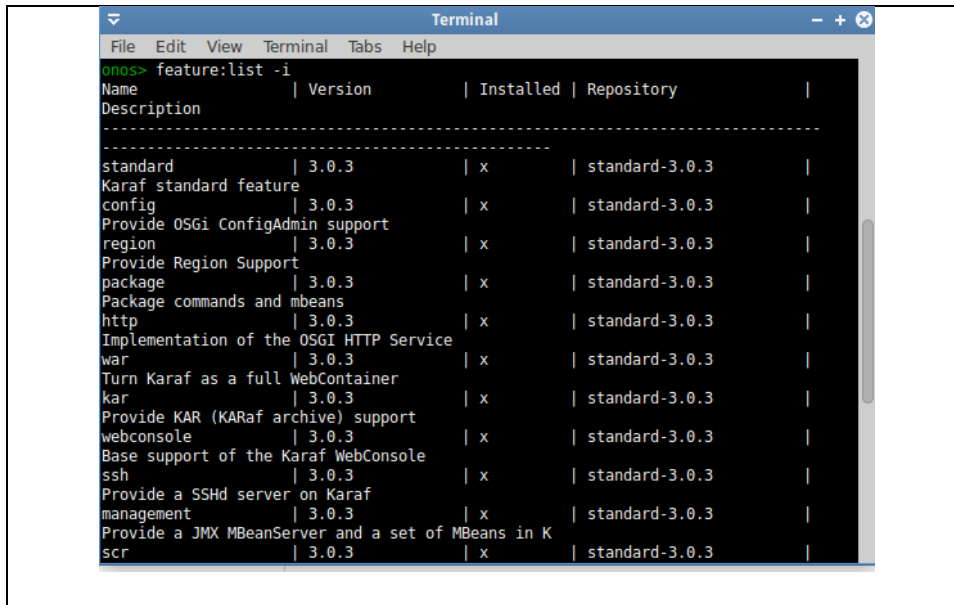 Terminal
File Edit View Terminal Tabs Help
onos> feature:list -i
Name | Version | Installed | Repository |
Description
--------------------------------------------------------------------------------
--------------------------------------------------
standard | 3.0.3 | x | standard-3.0.3 |
Karaf standard feature
config | 3.0.3 | x | standard-3.0.3 |
Provide OSGi ConfigAdmin support
region | 3.0.3 | x | standard-3.0.3 |
Provide Region Support
package | 3.0.3 | x | standard-3.0.3 |
Package commands and mbeans
http | 3.0.3 | x | standard-3.0.3 |
Implementation of the OSGI HTTP Service
war | 3.0.3 | x | standard-3.0.3 |
Turn Karaf as a full WebContainer
kar | 3.0.3 | x | standard-3.0.3 |
Provide KAR (KARaf archive) support
webconsole | 3.0.3 | x | standard-3.0.3 |
Base support of the Karaf WebConsole
ssh | 3.0.3 | x | standard-3.0.3 |
Provide a SSHd server on Karaf
management | 3.0.3 | x | standard-3.0.3 |
Provide a JMX MBeanServer and a set of MBeans in K
scr | 3.0.3 | x | standard-3.0.3 |